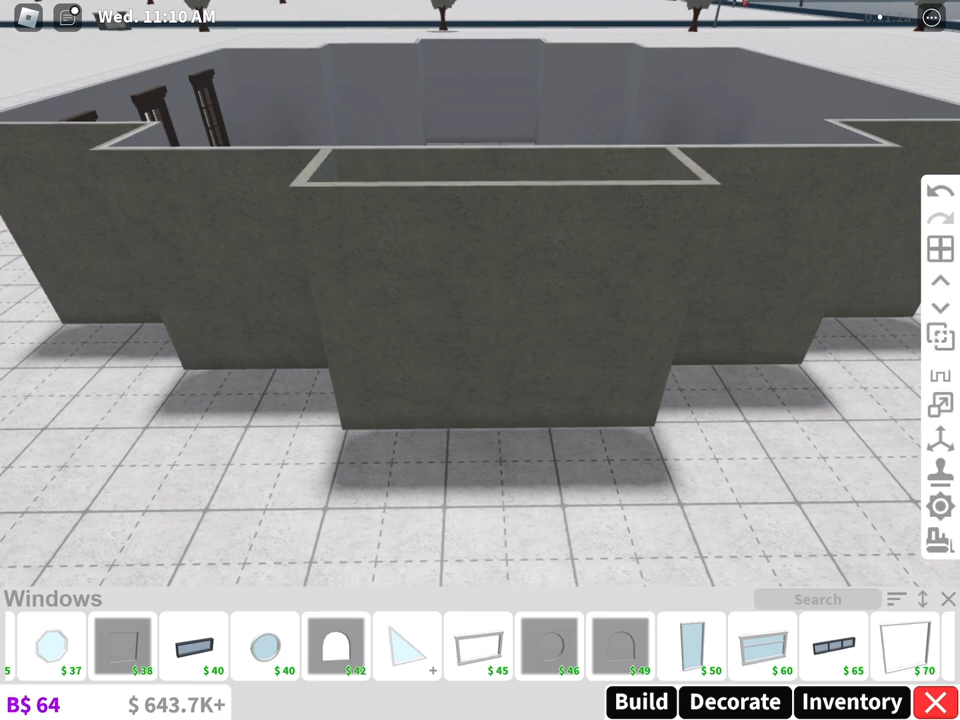 Wed. 11:10 AM
Windows
Search
5
$ 37
$ 38
$ 40
$ 40
$ 42
+
$ 45
$ 46
$ 49
$ 50
$ 60
$ 65
$ 70
B$ 64
$ 643.7K+
Build
Decorate
Inventory